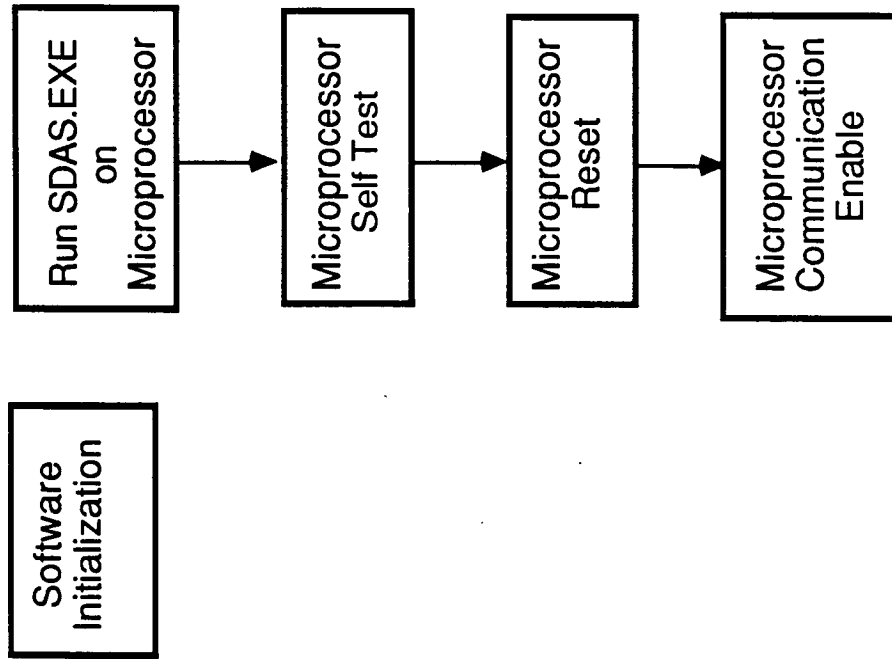 Software
Initialization
Run SDAS.EXE
on
Microprocessor
Microprocessor
Self Test
Microprocessor
Reset
Microprocessor
Communication
Enable